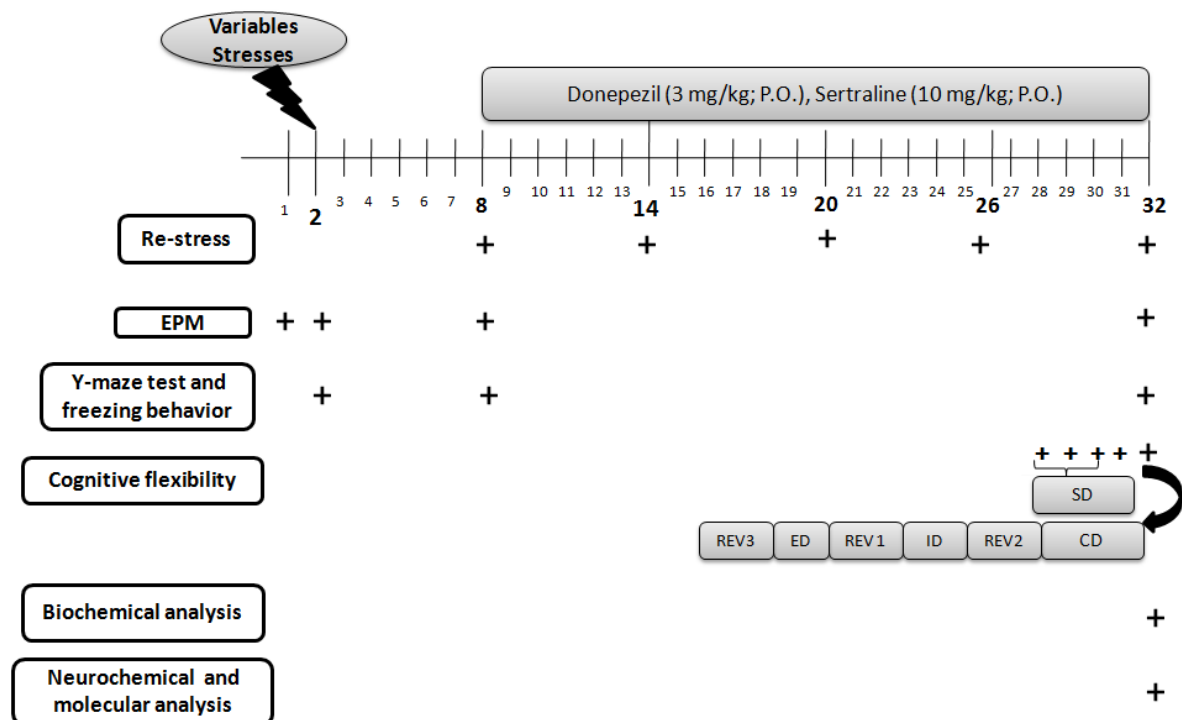 Variables
Stresses
Donepezil (3 mg/kg; P.O.), Sertraline (10 mg/kg; P.O.)
1 2 3 4 5 6 7 8 9 10 11 12 13 14 15 16 17 18 19 20 21 22 23 24 25 26 27 28 29 30 31 32
Re-stress + + + + +
EPM + + + +
Y-maze test and
freezing behavior + + +
+ + + + +
Cognitive flexibility
SD
REV3 ED REV1 ID REV2 CD
Biochemical analysis +
Neurochemical and
molecular analysis +